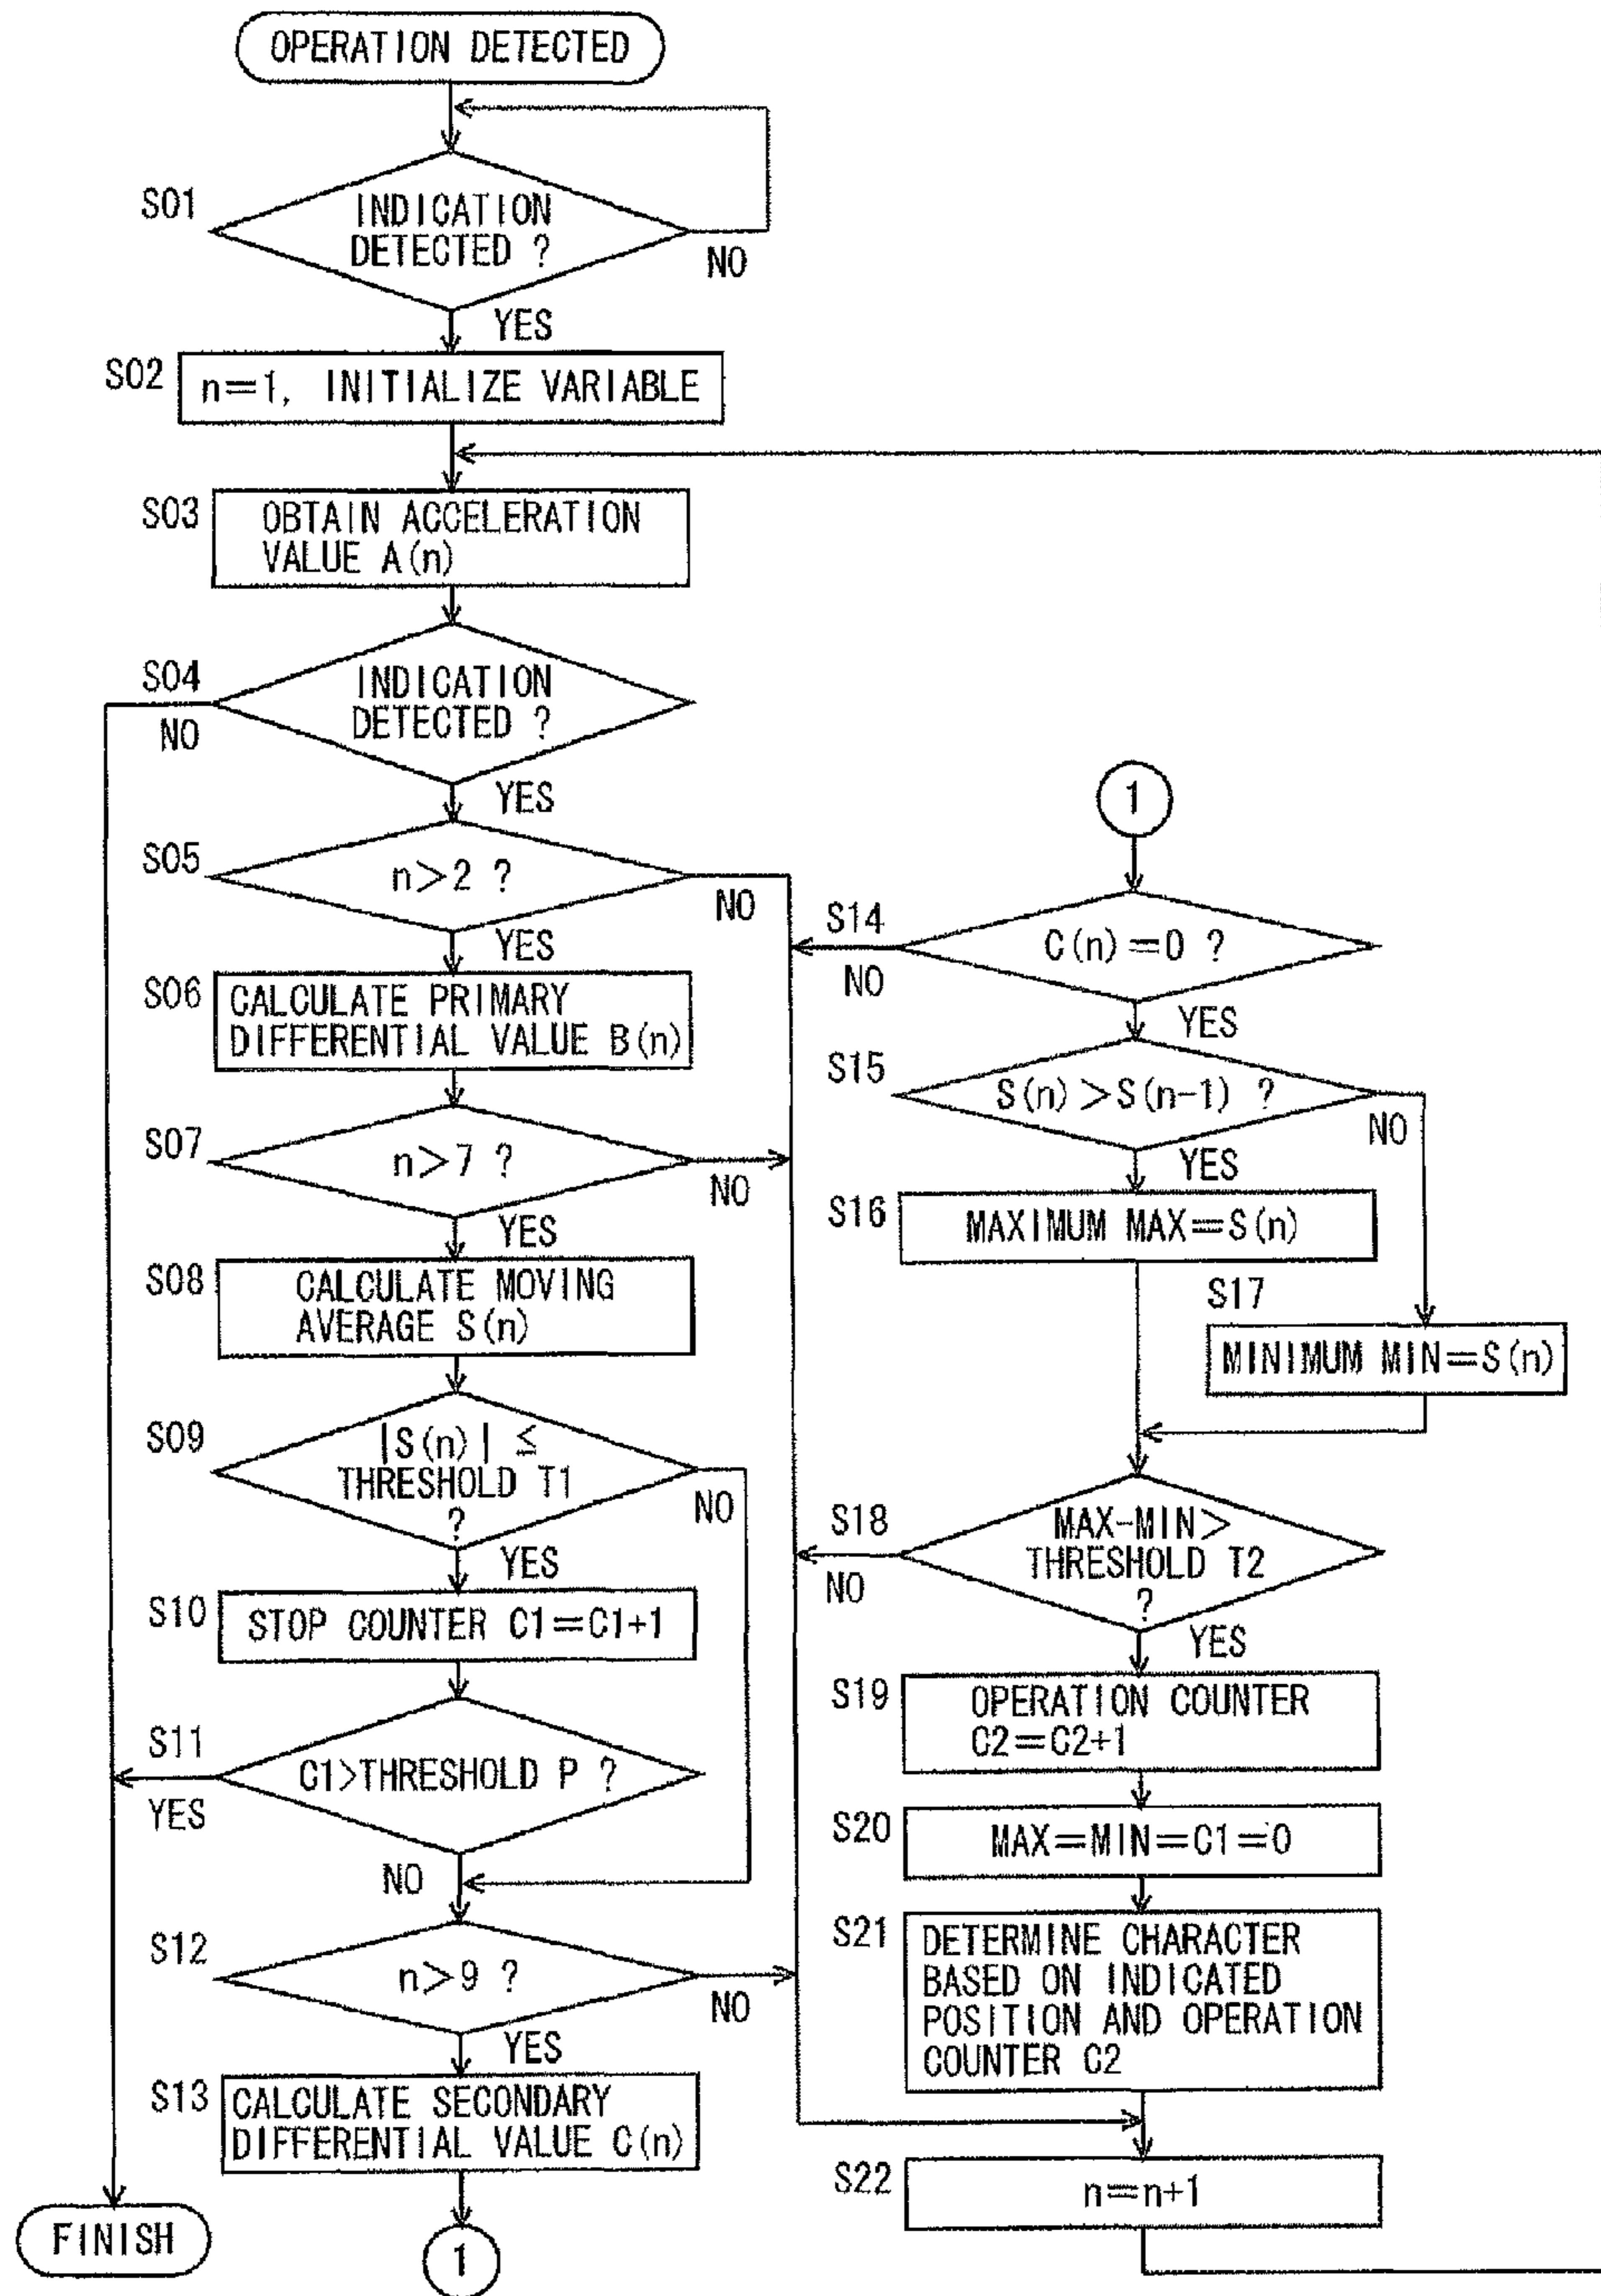 OPERATION DETECTED
S01
INDICATION
DETECTED ?
NO
YES
S02
n=1, INITIALIZE VARIABLE
S03
OBTAIN ACCELERATION
VALUE A(n)
S04
INDICATION
DETECTED ?
NO
YES
S05
n>2 ?
NO
YES
S06
CALCULATE PRIMARY
DIFFERENTIAL VALUE B(n)
S07
n>7 ?
NO
YES
S08
CALCULATE MOVING
AVERAGE S(n)
S09
|S(n)| ≤
THRESHOLD T1
?
NO
YES
S10
STOP COUNTER C1=C1+1
S11
C1>THRESHOLD P ?
YES
NO
S12
n>9 ?
NO
YES
S13
CALCULATE SECONDARY
DIFFERENTIAL VALUE C(n)
1
FINISH
1
S14
C(n)=0 ?
NO
YES
S15
S(n)>S(n-1) ?
NO
YES
S16
MAXIMUM MAX=S(n)
S17
MINIMUM MIN=S(n)
S18
MAX-MIN>
THRESHOLD T2
?
NO
YES
S19
OPERATION COUNTER
C2=C2+1
S20
MAX=MIN=C1=0
S21
DETERMINE CHARACTER
BASED ON INDICATED
POSITION AND OPERATION
COUNTER C2
S22
n=n+1